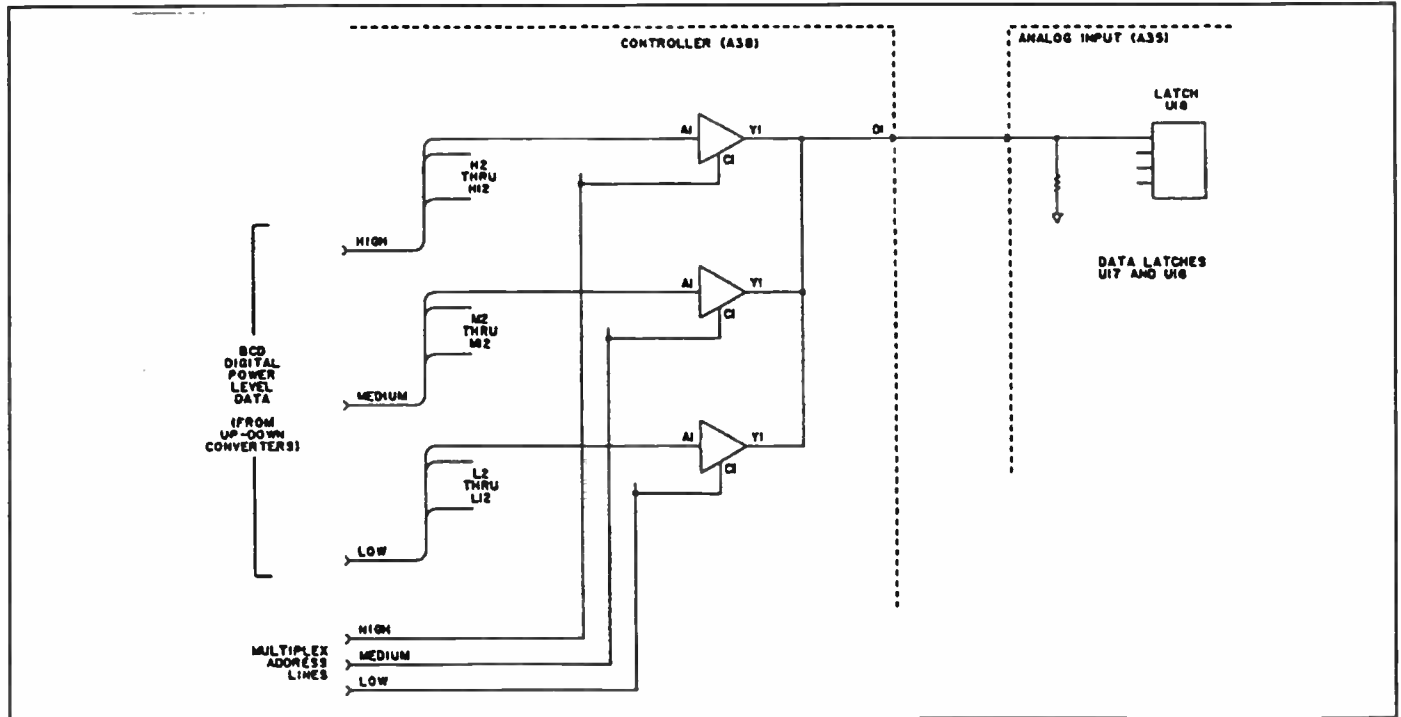 CONTROLLER (A38)
ANALOG INPUT (A35)
LATCH
U18
A1
Y1
D1
C1
H2
THRU
H12
HIGH
DATA LATCHES
U17 AND U16
A1
Y1
C1
M2
THRU
M12
MEDIUM
BCD
DIGITAL
POWER
LEVEL
DATA
(FROM
UP-DOWN
CONVERTERS)
A1
Y1
C1
L2
THRU
L12
LOW
HIGH
MULTIPLEX
ADDRESS
LINES
MEDIUM
LOW